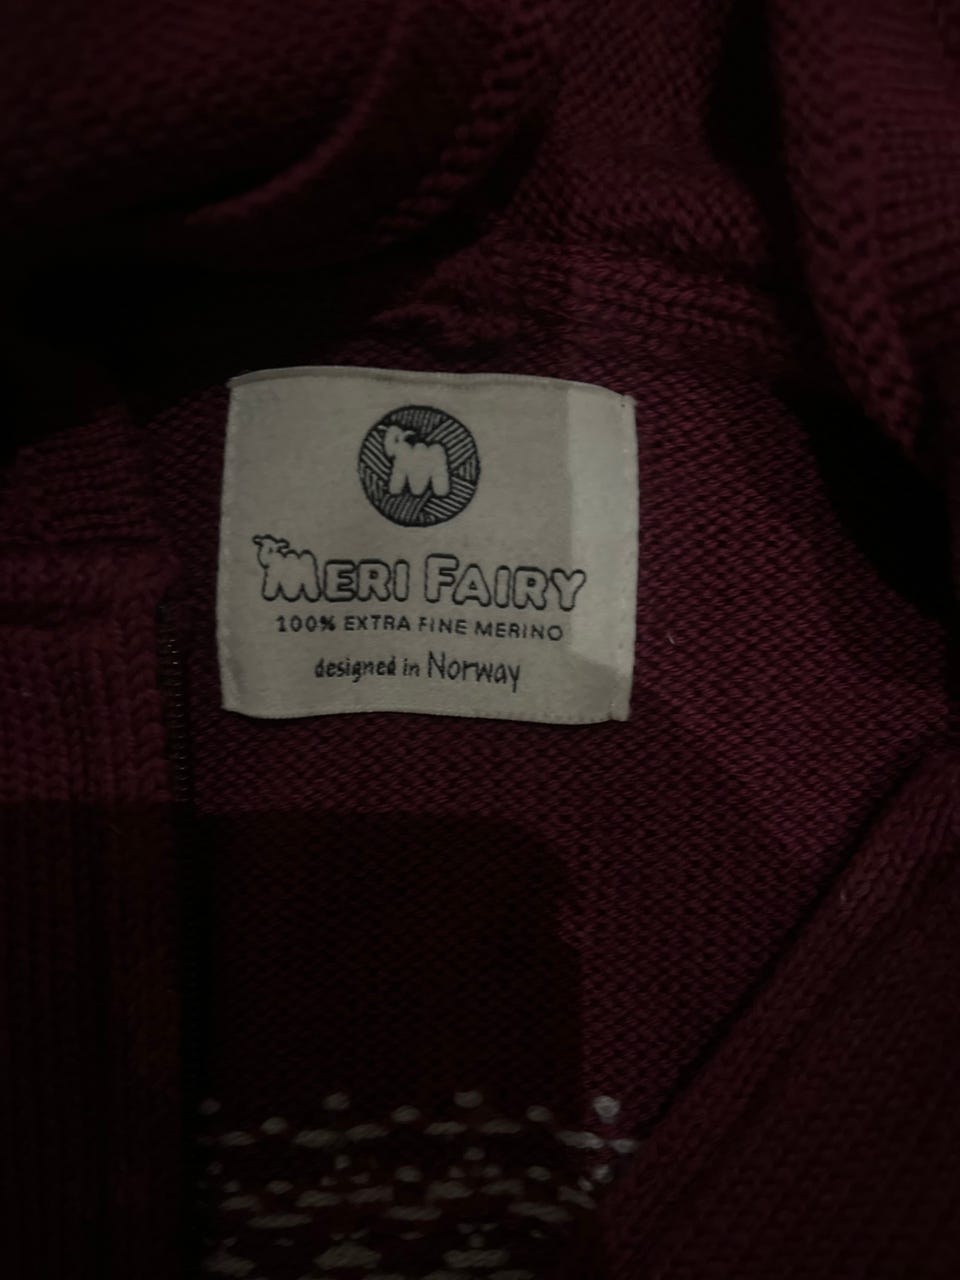 M
MERI FAIRY
100% EXTRA FINE MERINO
designed in Norway